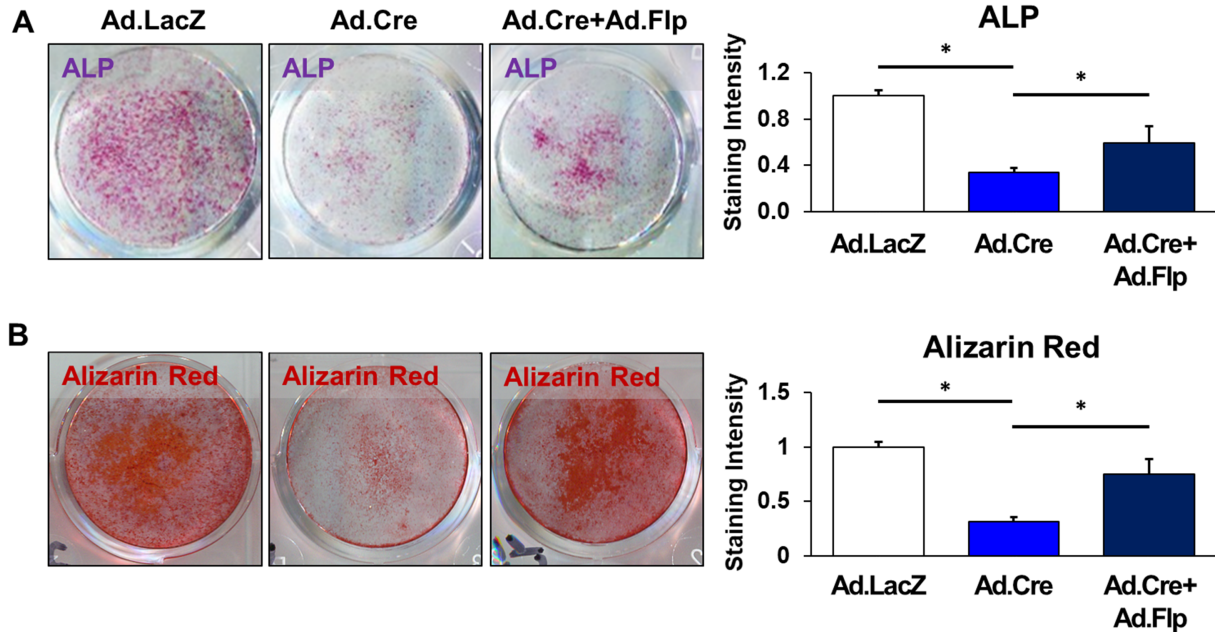 A
Ad.LacZ
Ad.Cre
Ad.Cre+Ad.Flp
ALP
ALP
ALP
ALP
Staining Intensity
1.2
0.8
0.4
0.0
*
*
Ad.LacZ
Ad.Cre
Ad.Cre+
Ad.Flp
B
Alizarin Red
Alizarin Red
Alizarin Red
Alizarin Red
Staining Intensity
1.5
1
0.5
0
*
*
Ad.LacZ
Ad.Cre
Ad.Cre+
Ad.Flp